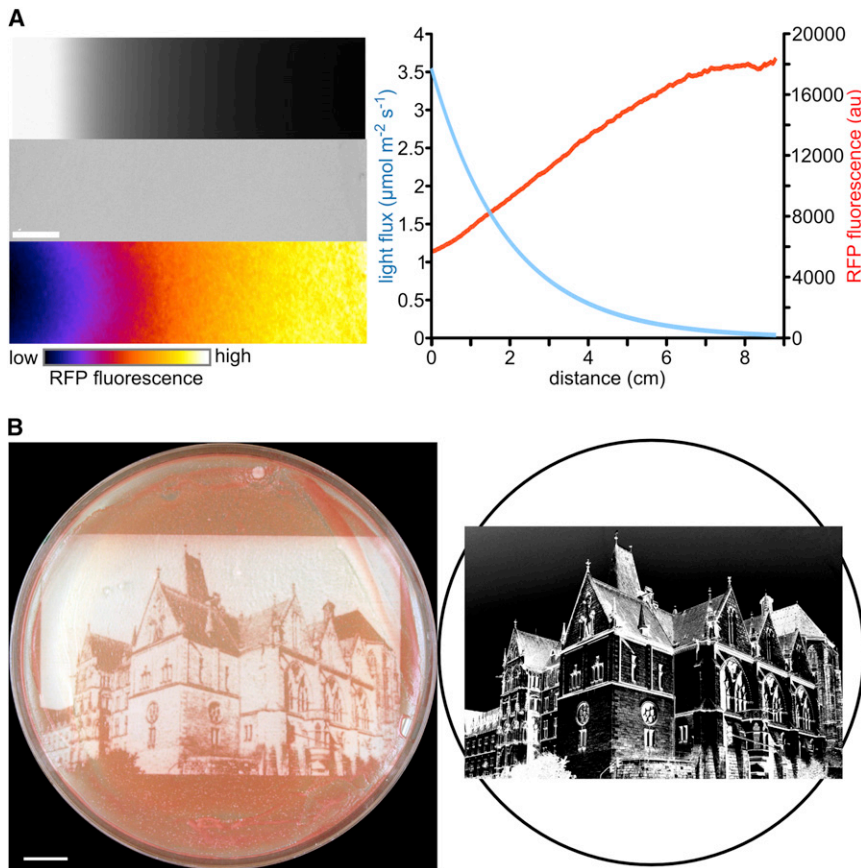 A
low high
RFP fluorescence
4
3.5
3
2.5
2
1.5
1
0.5
0
light flux (µmol m⁻² s⁻¹)
0 2 4 6 8
distance (cm)
20000
16000
12000
8000
4000
0
RFP fluorescence (au)
B